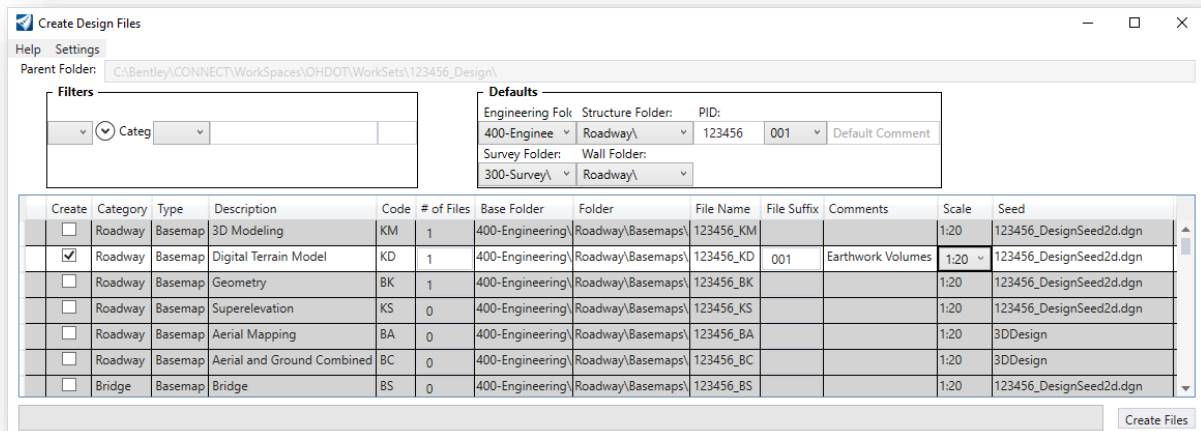 Create Design Files
Help Settings
Parent Folder: C:\Bentley\CONNECT\WorkSpaces\OHDOT\WorkSets\123456_Design\
Filters
Categ
Defaults
Engineering Fold Structure Folder: PID:
400-Enginee Roadway\ 123456 001 Default Comment
Survey Folder: Wall Folder:
300-Survey\ Roadway\
Create Category Type Description Code # of Files Base Folder Folder File Name File Suffix Comments Scale Seed
Roadway Basemap 3D Modeling KM 1 400-Engineering\ Roadway\Basemaps\ 123456_KM 1:20 123456_DesignSeed2d.dgn
Roadway Basemap Digital Terrain Model KD 1 400-Engineering\ Roadway\Basemaps\ 123456_KD 001 Earthwork Volumes 1:20 123456_DesignSeed2d.dgn
Roadway Basemap Geometry BK 1 400-Engineering\ Roadway\Basemaps\ 123456_BK 1:20 123456_DesignSeed2d.dgn
Roadway Basemap Superelevation KS 0 400-Engineering\ Roadway\Basemaps\ 123456_KS 1:20 123456_DesignSeed2d.dgn
Roadway Basemap Aerial Mapping BA 0 400-Engineering\ Roadway\Basemaps\ 123456_BA 1:20 3DDesign
Roadway Basemap Aerial and Ground Combined BC 0 400-Engineering\ Roadway\Basemaps\ 123456_BC 1:20 3DDesign
Bridge Basemap Bridge BS 0 400-Engineering\ Roadway\Basemaps\ 123456_BS 1:20 123456_DesignSeed2d.dgn
Create Files